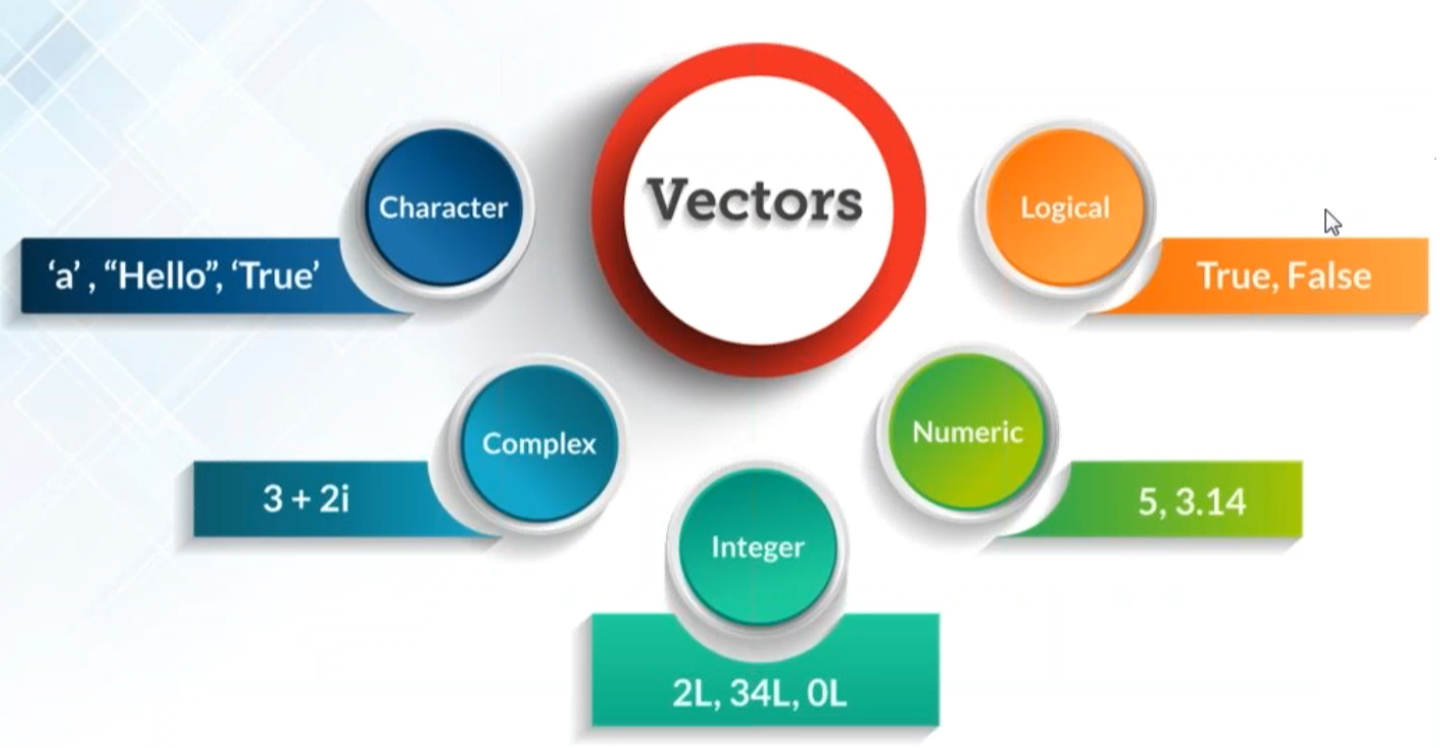 Vectors
Character
‘a’ , “Hello”, ‘True’
Logical
True, False
Complex
3 + 2i
Numeric
5, 3.14
Integer
2L, 34L, 0L